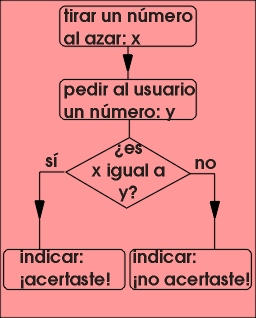 tirar un número
al azar: x
pedir al usuario
un número: y
¿es
x igual a
y?
sí
no
indicar:
¡acertaste!
indicar:
¡no acertaste!